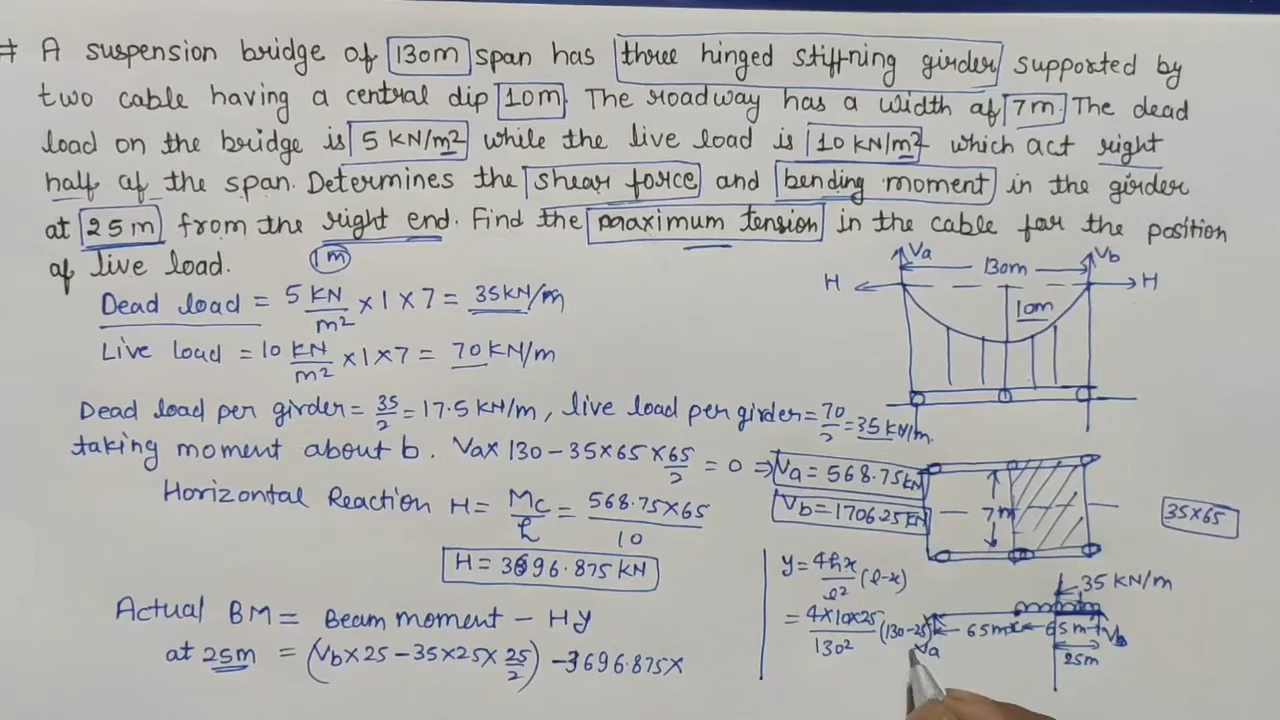 # A suspension bridge of 130m span has three hinged stiffning girder supported by
two cable having a central dip 10m. The roadway has a width of 7m. The dead
load on the bridge is 5 KN/m² while the live load is 10 KN/m² which act right
half of the span. Determines the shear force and bending moment in the girder
at 25m from the right end. Find the maximum tension in the cable for the position
of live load.
1m
Dead load = 5 KN/m² × 1 × 7 = 35KN/m
Live load = 10 KN/m² × 1 × 7 = 70 KN/m
Dead load per girder = 35/2 = 17.5 KN/m, live load per girder = 70/2 = 35 KN/m.
taking moment about b. Va× 130 - 35×65 × 65/2 = 0 ⇒ Va = 568.75KN
Vb = 1706.25 KN
Horizontal Reaction H = Mc/h = 568.75×65/10
H = 3696.875 KN
Actual BM = Beam moment - Hy
at 25m = (Vb × 25 - 35×25 × 25/2) - 3696.875×
y = 4hx/l² (l-x)
= 4×10×25/130² (130-25)
Va
Vb
130m
H
H
10m
7m
35×65
35 KN/m
65m
65m
Vb
Va
25m